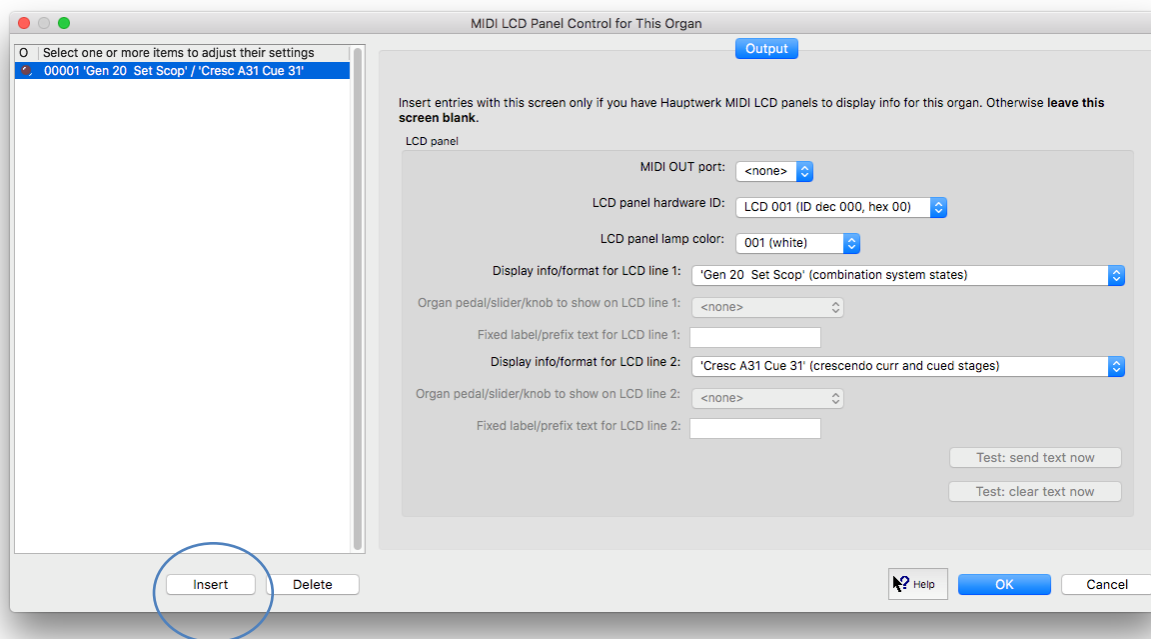 MIDI LCD Panel Control for This Organ
O Select one or more items to adjust their settings
00001 'Gen 20  Set Scop' / 'Cresc A31 Cue 31'
Output
Insert entries with this screen only if you have Hauptwerk MIDI LCD panels to display info for this organ. Otherwise leave this
screen blank.
LCD panel
MIDI OUT port: <none>
LCD panel hardware ID: LCD 001 (ID dec 000, hex 00)
LCD panel lamp color: 001 (white)
Display info/format for LCD line 1: 'Gen 20  Set Scop' (combination system states)
Organ pedal/slider/knob to show on LCD line 1: <none>
Fixed label/prefix text for LCD line 1:
Display info/format for LCD line 2: 'Cresc A31 Cue 31' (crescendo curr and cued stages)
Organ pedal/slider/knob to show on LCD line 2: <none>
Fixed label/prefix text for LCD line 2:
Test: send text now
Test: clear text now
Insert Delete Help OK Cancel